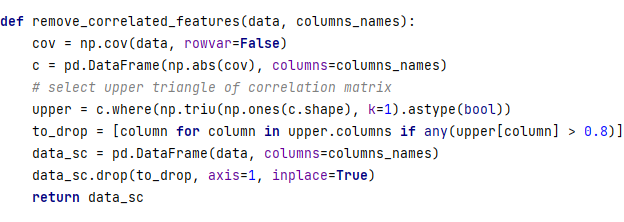 def remove_correlated_features(data, columns_names):
    cov = np.cov(data, rowvar=False)
    c = pd.DataFrame(np.abs(cov), columns=columns_names)
    # select upper triangle of correlation matrix
    upper = c.where(np.triu(np.ones(c.shape), k=1).astype(bool))
    to_drop = [column for column in upper.columns if any(upper[column] > 0.8)]
    data_sc = pd.DataFrame(data, columns=columns_names)
    data_sc.drop(to_drop, axis=1, inplace=True)
    return data_sc